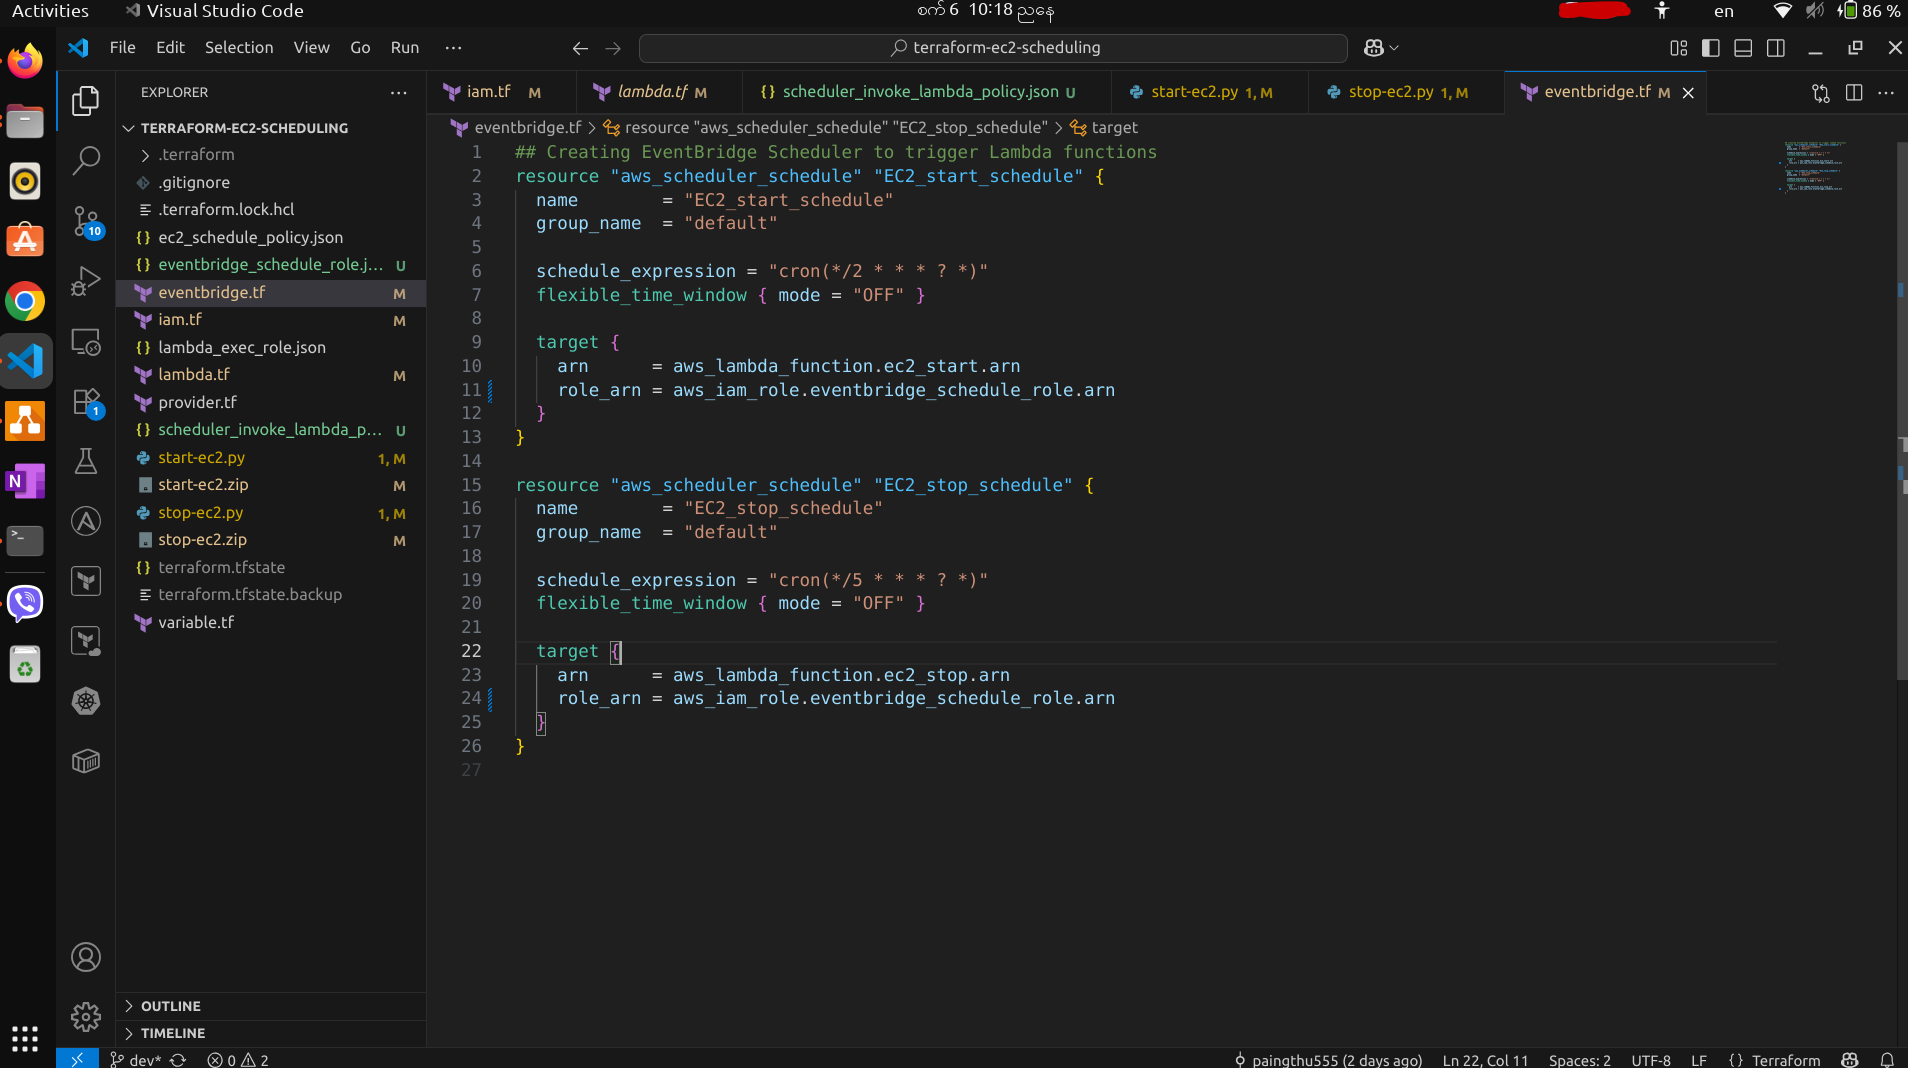 Activities
Visual Studio Code
စက် 6 10:18 ညနေ
en
86 %
File Edit Selection View Go Run ···
terraform-ec2-scheduling
EXPLORER
TERRAFORM-EC2-SCHEDULING
.terraform
.gitignore
.terraform.lock.hcl
ec2_schedule_policy.json
eventbridge_schedule_role.j... U
eventbridge.tf M
iam.tf M
lambda_exec_role.json
lambda.tf M
provider.tf
scheduler_invoke_lambda_p... U
start-ec2.py 1, M
start-ec2.zip M
stop-ec2.py 1, M
stop-ec2.zip M
terraform.tfstate
terraform.tfstate.backup
variable.tf
OUTLINE
TIMELINE
10
1
N
iam.tf M
lambda.tf M
scheduler_invoke_lambda_policy.json U
start-ec2.py 1, M
stop-ec2.py 1, M
eventbridge.tf M
eventbridge.tf > resource "aws_scheduler_schedule" "EC2_stop_schedule" > target
1 ## Creating EventBridge Scheduler to trigger Lambda functions
2 resource "aws_scheduler_schedule" "EC2_start_schedule" {
3   name        = "EC2_start_schedule"
4   group_name  = "default"
5
6   schedule_expression = "cron(*/2 * * * ? *)"
7   flexible_time_window { mode = "OFF" }
8
9   target {
10     arn      = aws_lambda_function.ec2_start.arn
11     role_arn = aws_iam_role.eventbridge_schedule_role.arn
12   }
13 }
14
15 resource "aws_scheduler_schedule" "EC2_stop_schedule" {
16   name        = "EC2_stop_schedule"
17   group_name  = "default"
18
19   schedule_expression = "cron(*/5 * * * ? *)"
20   flexible_time_window { mode = "OFF" }
21
22   target {
23     arn      = aws_lambda_function.ec2_stop.arn
24     role_arn = aws_iam_role.eventbridge_schedule_role.arn
25   }
26 }
27
dev* 0 2
paingthu555 (2 days ago) Ln 22, Col 11 Spaces: 2 UTF-8 LF {} Terraform